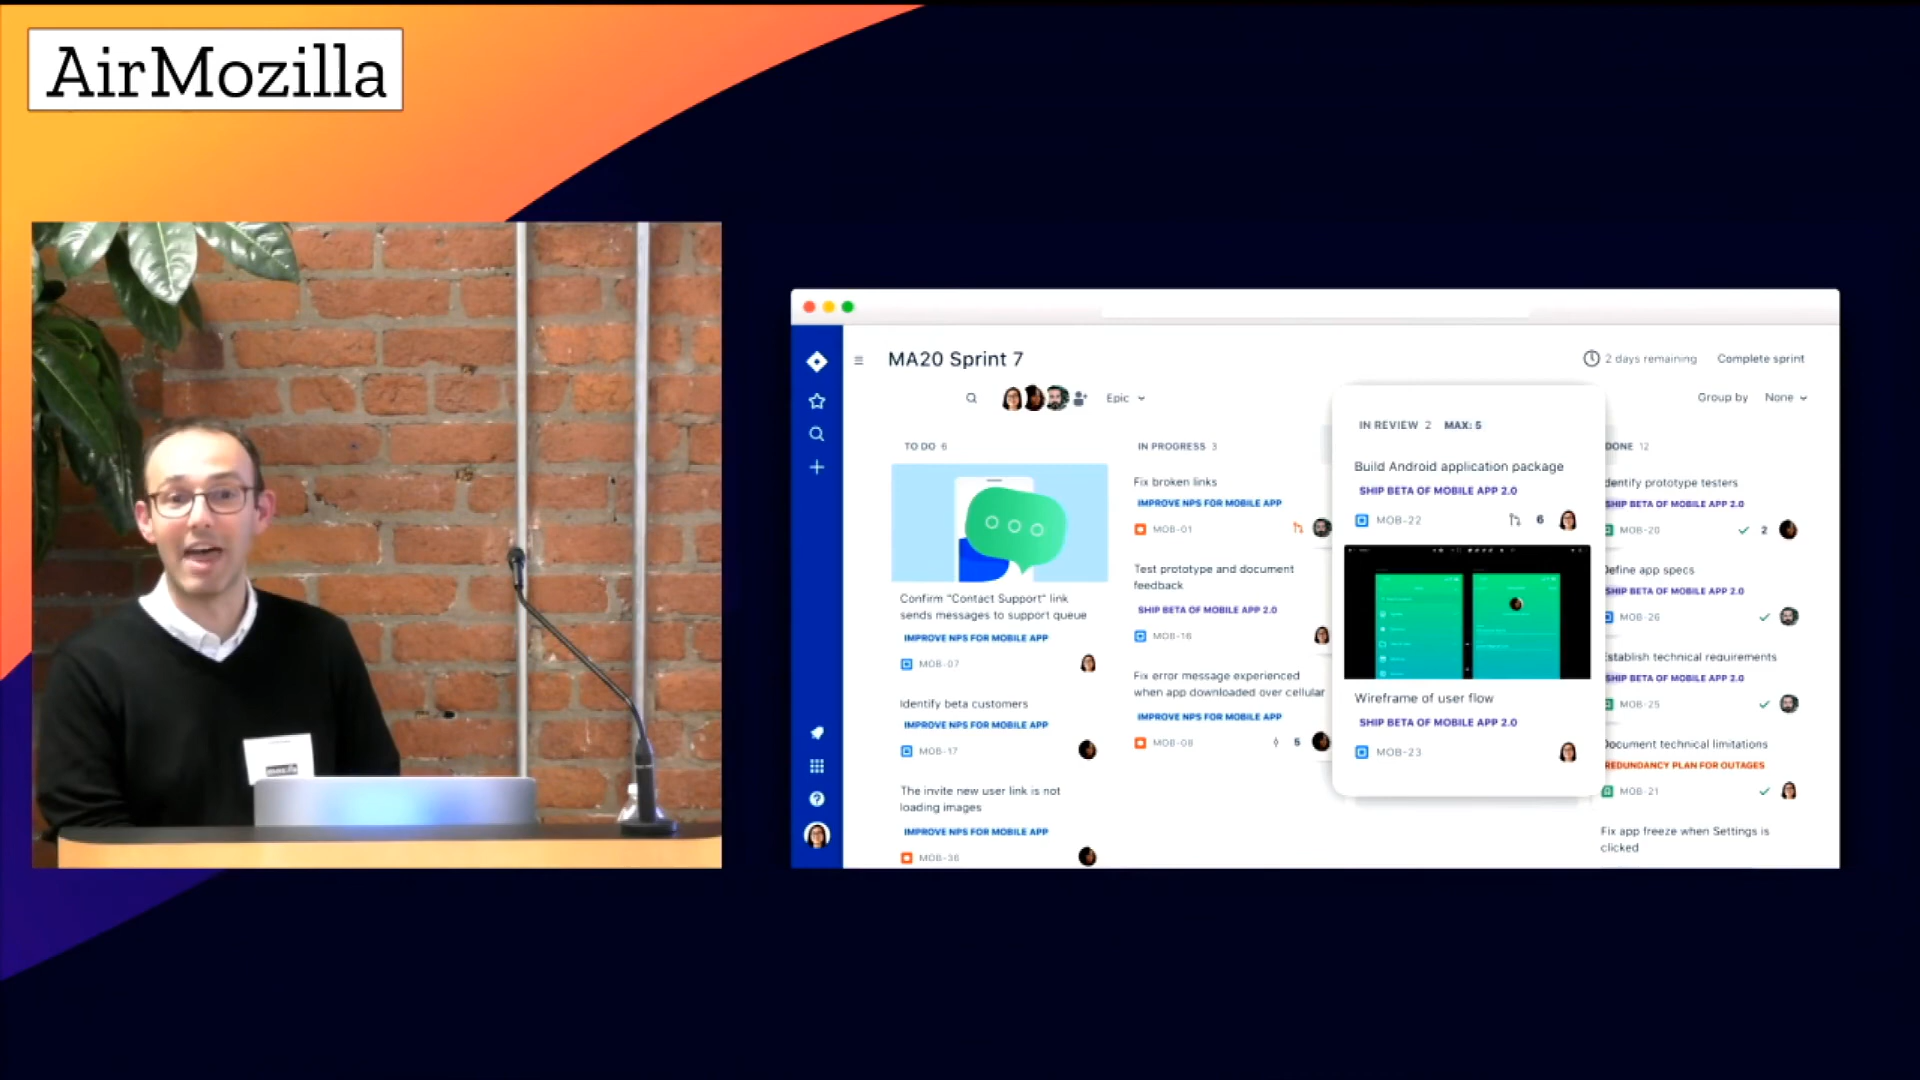 AirMozilla
MA20 Sprint 7
2 days remaining
Complete sprint
Epic
Group by
None
TO DO 6
Confirm "Contact Support" link
sends messages to support queue
IMPROVE NPS FOR MOBILE APP
MOB-07
Identify beta customers
IMPROVE NPS FOR MOBILE APP
MOB-17
The invite new user link is not
loading images
IMPROVE NPS FOR MOBILE APP
MOB-36
IN PROGRESS 3
Fix broken links
IMPROVE NPS FOR MOBILE APP
MOB-01
Test prototype and document
feedback
SHIP BETA OF MOBILE APP 2.0
MOB-16
Fix error message experienced
when app downloaded over cellular
IMPROVE NPS FOR MOBILE APP
MOB-08
5
IN REVIEW 2 MAX: 5
Build Android application package
SHIP BETA OF MOBILE APP 2.0
MOB-22
6
Wireframe of user flow
SHIP BETA OF MOBILE APP 2.0
MOB-23
DONE 12
dentify prototype testers
SHIP BETA OF MOBILE APP 2.0
MOB-20
2
Define app specs
SHIP BETA OF MOBILE APP 2.0
MOB-26
Establish technical requirements
SHIP BETA OF MOBILE APP 2.0
MOB-25
Document technical limitations
REDUNDANCY PLAN FOR OUTAGES
MOB-21
Fix app freeze when Settings is
clicked